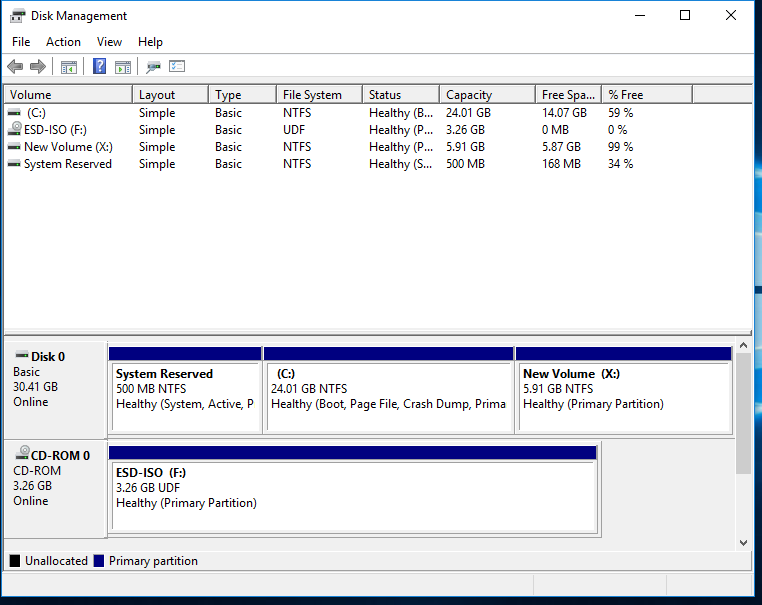 Disk Management
File Action View Help
Volume Layout Type File System Status Capacity Free Spa... % Free
(C:) Simple Basic NTFS Healthy (B... 24.01 GB 14.07 GB 59 %
ESD-ISO (F:) Simple Basic UDF Healthy (P... 3.26 GB 0 MB 0 %
New Volume (X:) Simple Basic NTFS Healthy (P... 5.91 GB 5.87 GB 99 %
System Reserved Simple Basic NTFS Healthy (S... 500 MB 168 MB 34 %
Disk 0
Basic
30.41 GB
Online
System Reserved
500 MB NTFS
Healthy (System, Active, P
(C:)
24.01 GB NTFS
Healthy (Boot, Page File, Crash Dump, Prima
New Volume (X:)
5.91 GB NTFS
Healthy (Primary Partition)
CD-ROM 0
CD-ROM
3.26 GB
Online
ESD-ISO (F:)
3.26 GB UDF
Healthy (Primary Partition)
Unallocated Primary partition